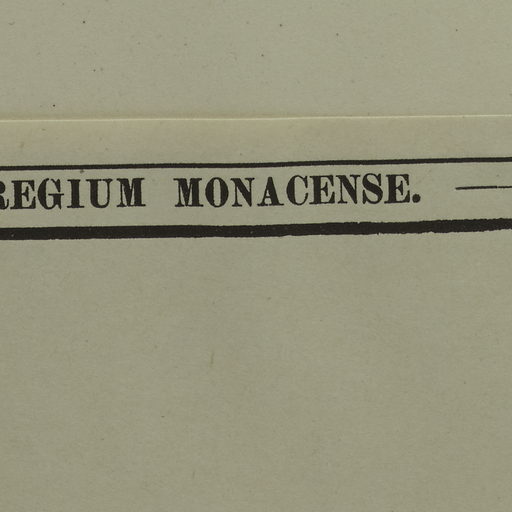 REGIUM MONACENSE. —